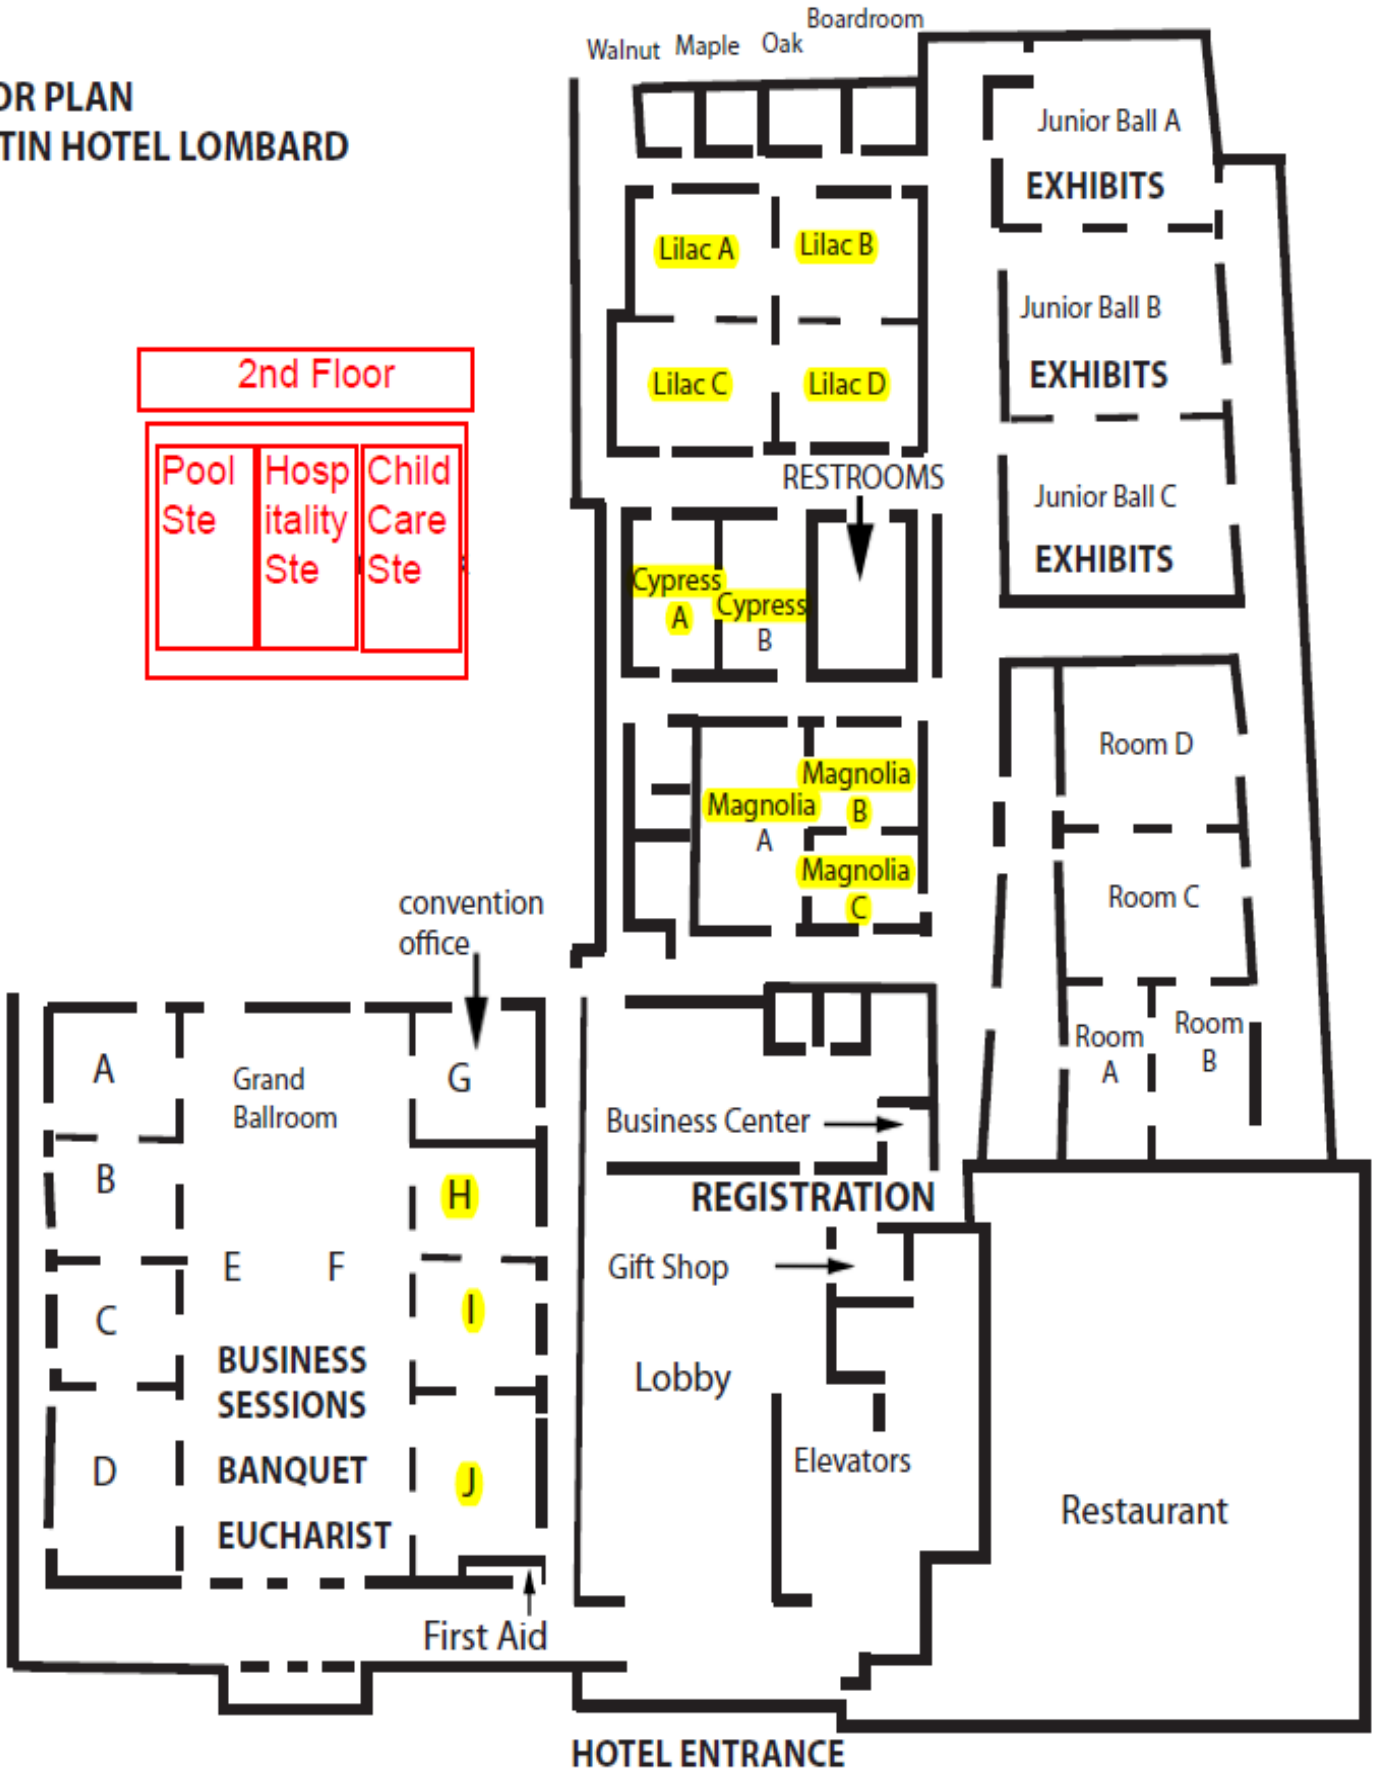 OR PLAN
TIN HOTEL LOMBARD
Walnut Maple Oak Boardroom
Junior Ball A
EXHIBITS
Lilac A
Lilac B
Junior Ball B
EXHIBITS
Lilac C
Lilac D
2nd Floor
Pool
Ste
Hosp
itality
Ste
Child
Care
Ste
RESTROOMS
Junior Ball C
EXHIBITS
Cypress
A
Cypress
B
Room D
Magnolia
A
Magnolia
B
Magnolia
C
Room C
convention
office
Room
A
Room
B
A
Grand
Ballroom
G
Business Center
B
H
REGISTRATION
E F
Gift Shop
C
I
BUSINESS
SESSIONS
Lobby
D
BANQUET
J
Elevators
EUCHARIST
Restaurant
First Aid
HOTEL ENTRANCE